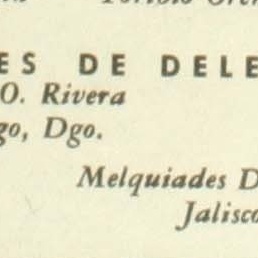 ES DE DELE
O. Rivera
go, Dgo.
Melquiades D
Jalisco